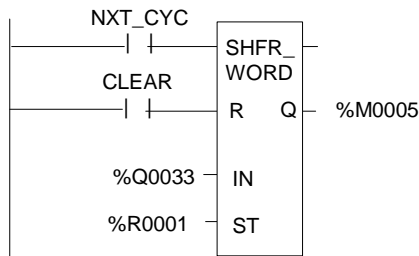 NXT_CYC
SHFR_
WORD
CLEAR
R Q %M0005
%Q0033 IN
%R0001 ST